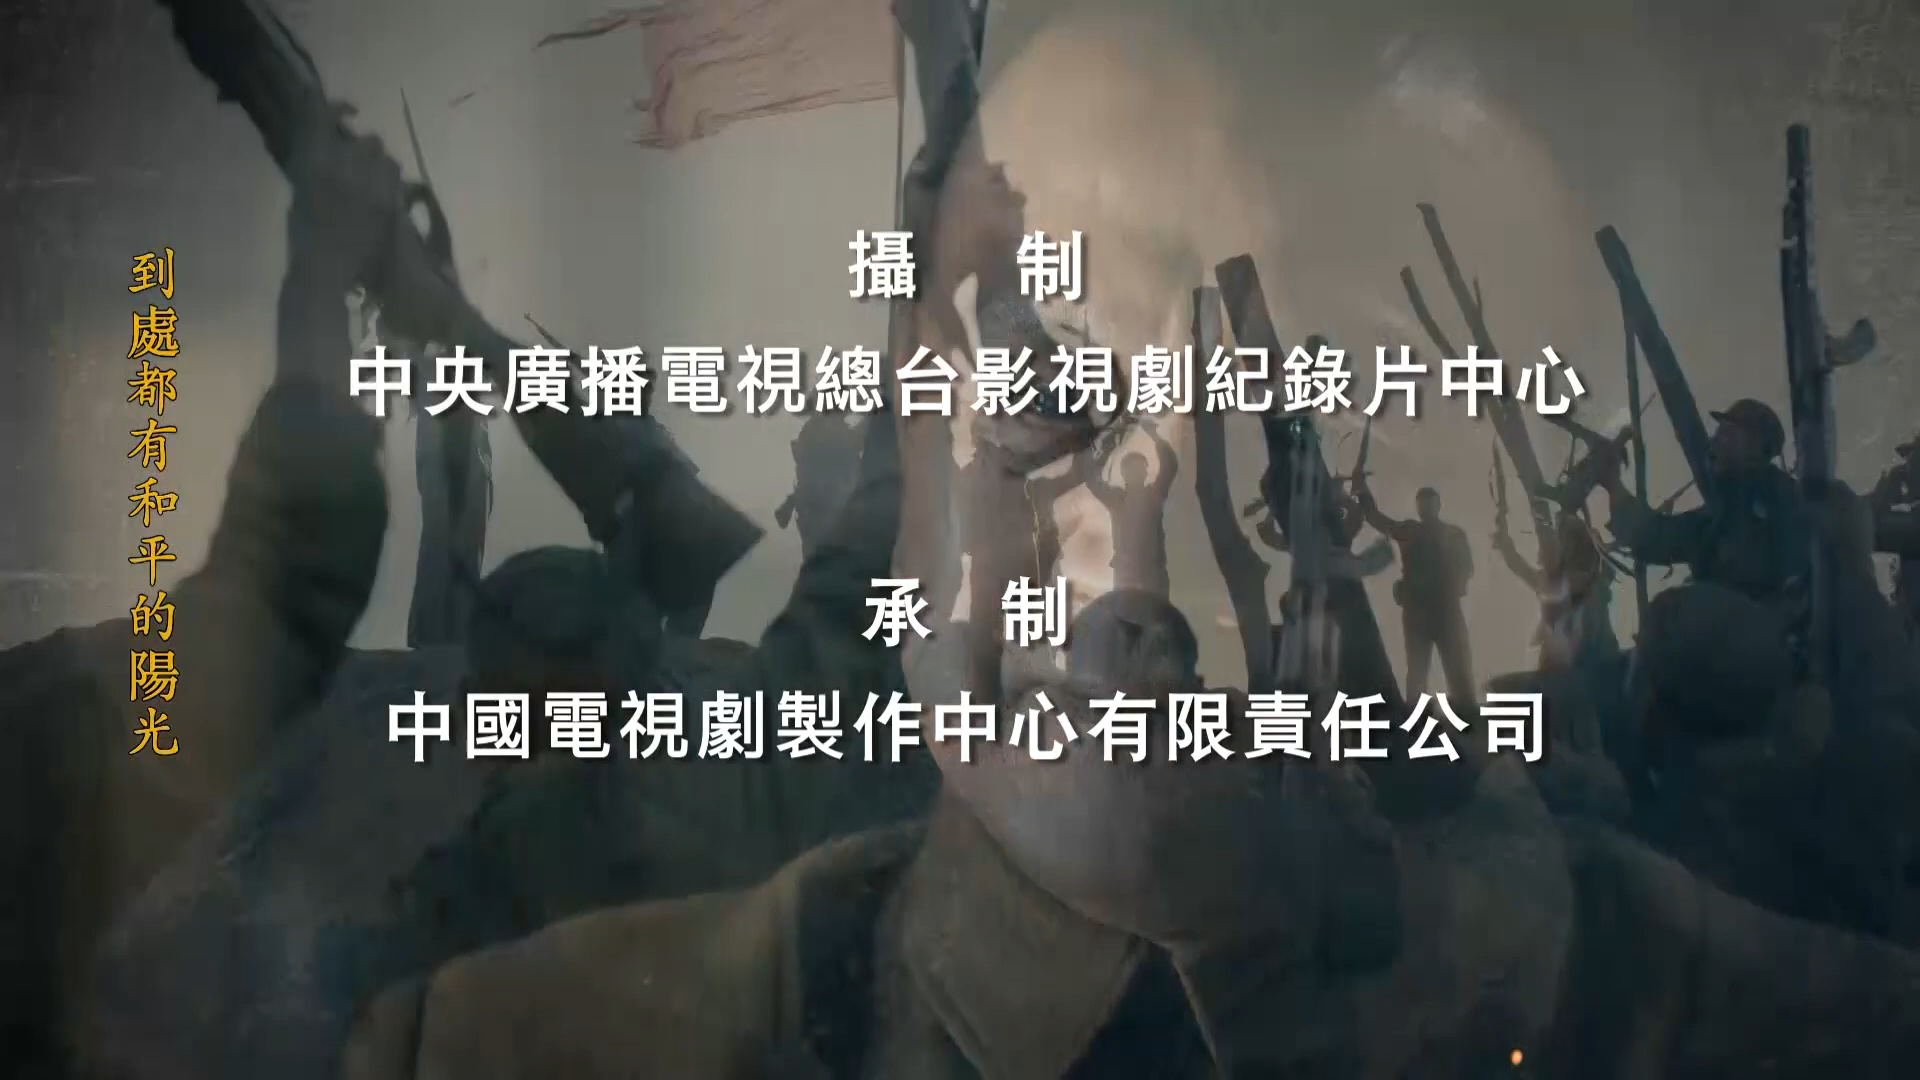 攝制
中央廣播電視總台影視劇紀錄片中心
承制
中國電視劇製作中心有限責任公司
到處都有和平的陽光